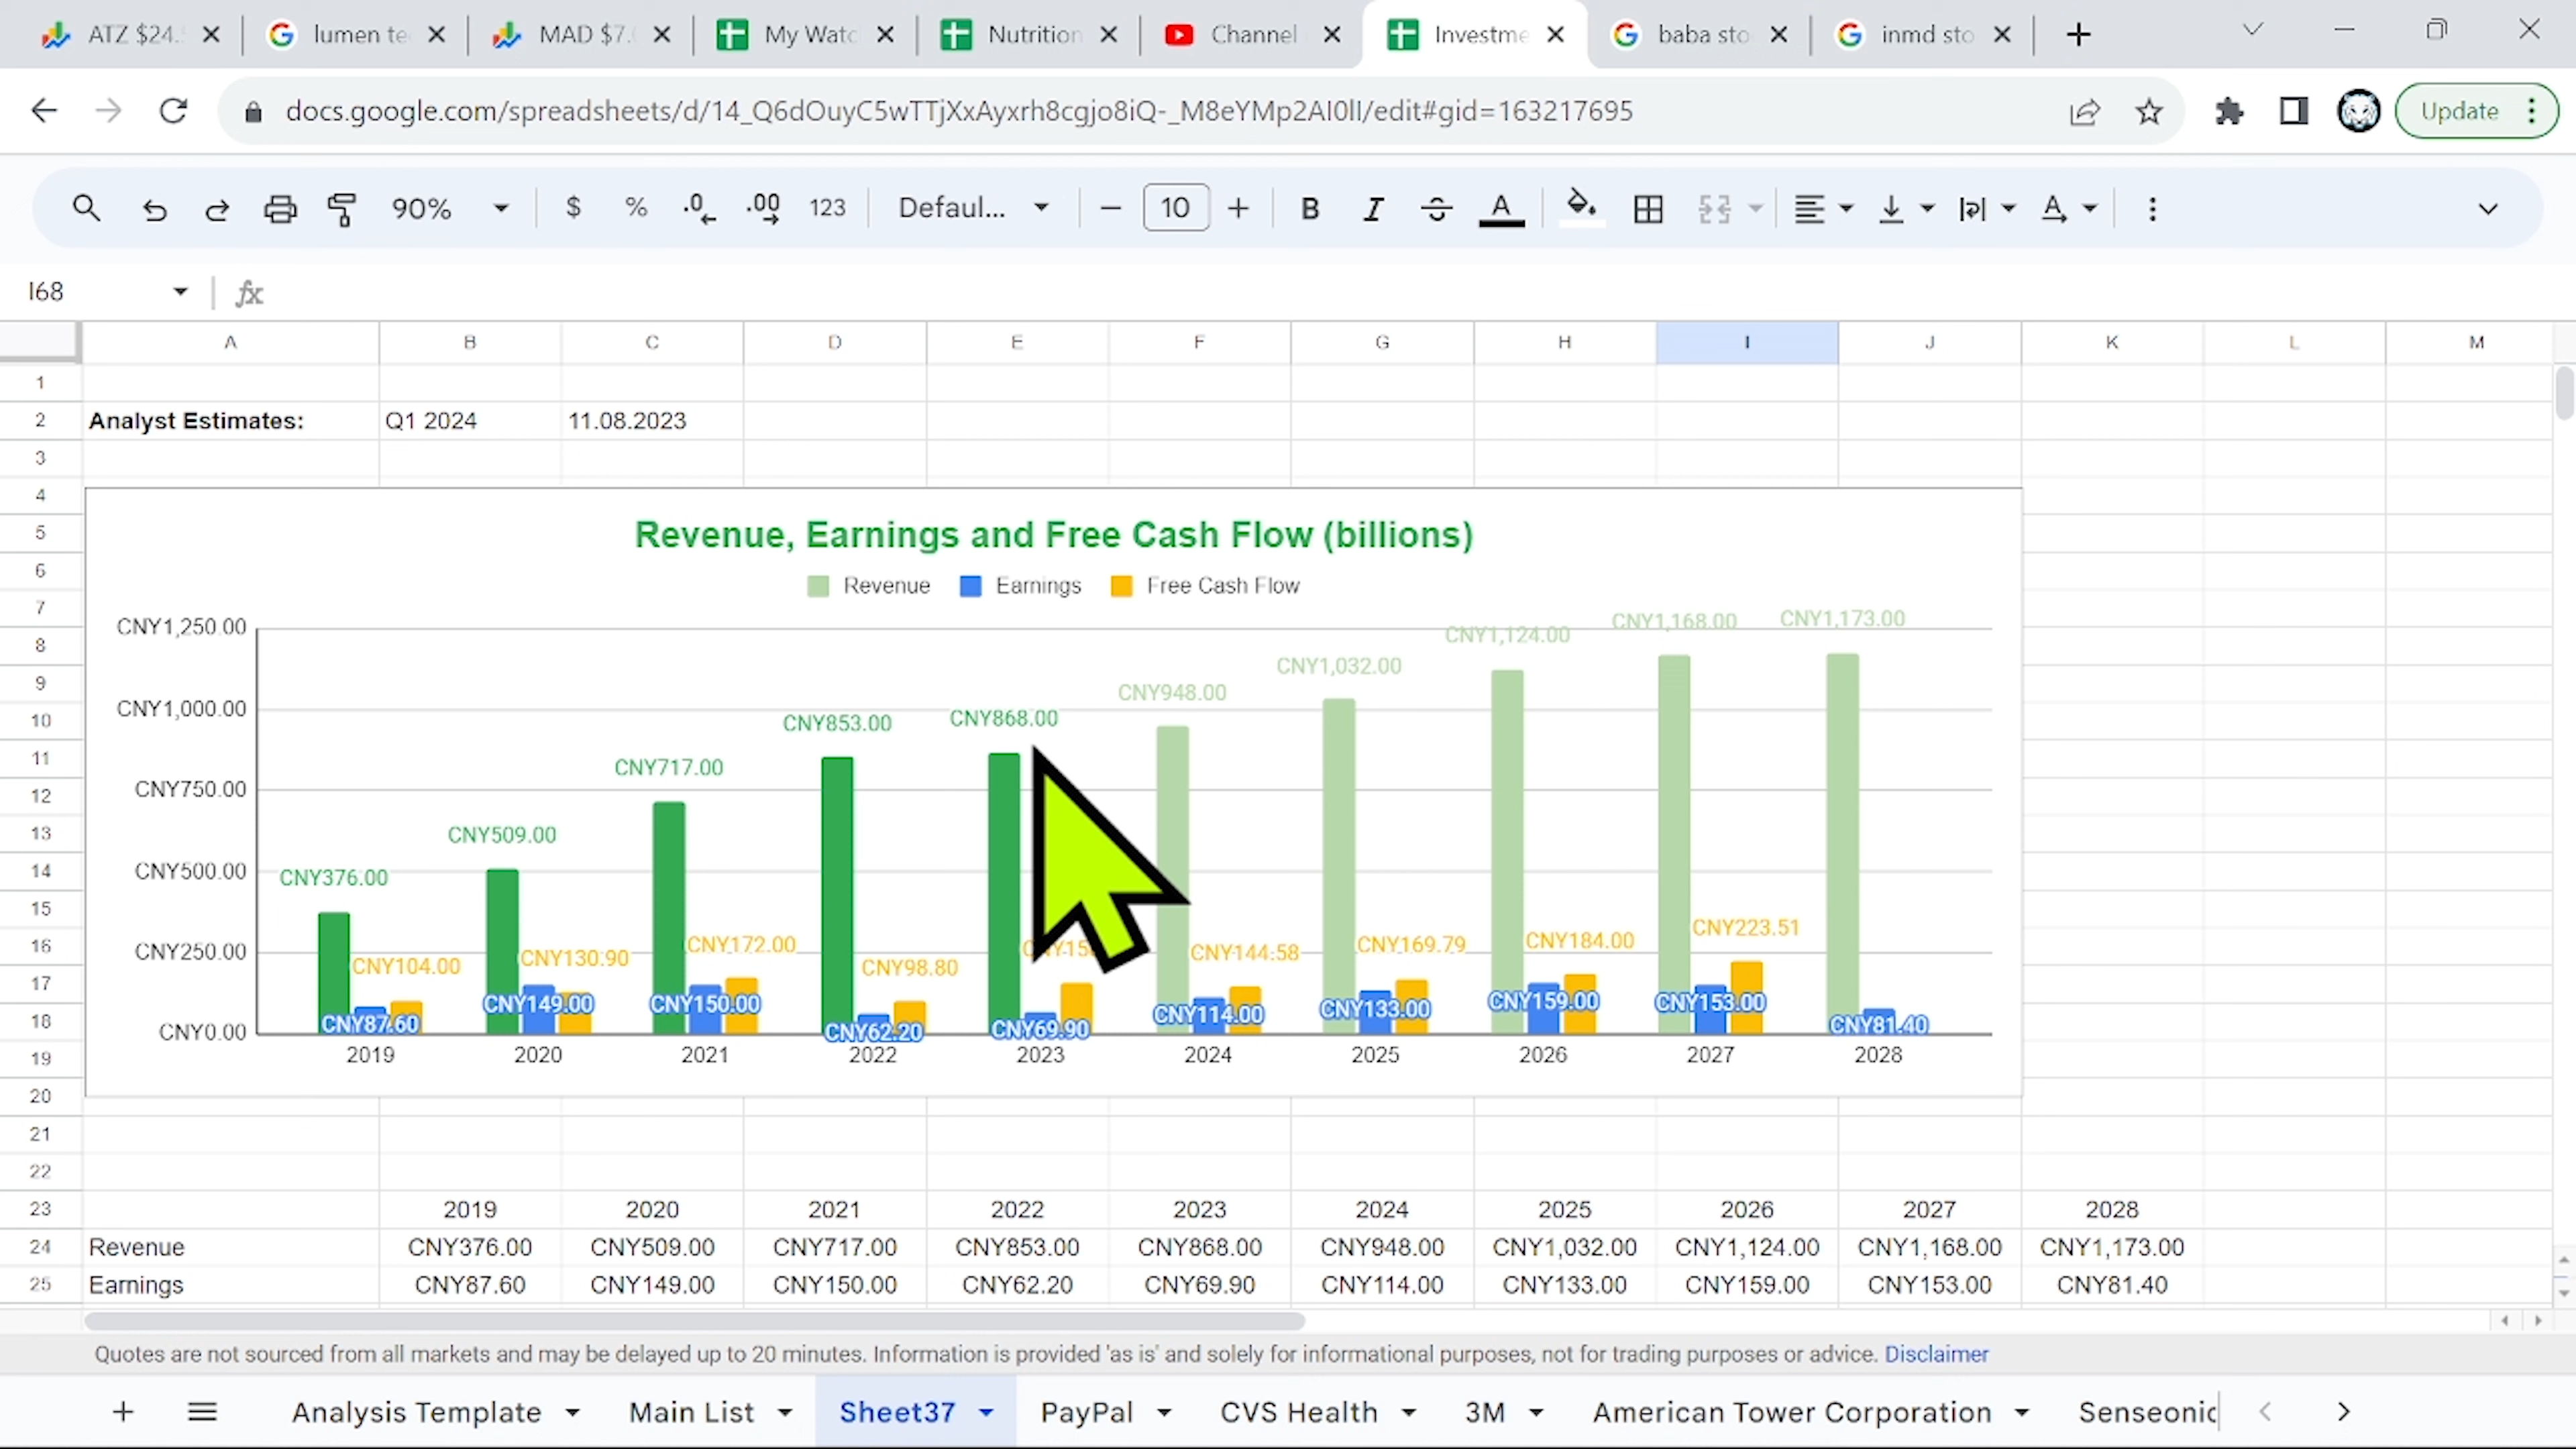 ATZ $24.
lumen te
MAD $7.
My Watc
Nutrition
Channel
Investme
baba sto
inmd sto
docs.google.com/spreadsheets/d/14_Q6dOuyC5wTTjXxAyxrh8cgjo8iQ-_M8eYMp2AI0lI/edit#gid=163217695
Update
90% $ % .0 .00 123 Defaul... 10 B I A
I68 fx
A B C D E F G H I J K L M
1
2 Analyst Estimates: Q1 2024 11.08.2023
3
4
5
6
7
8
9
10
11
12
13
14
15
16
17
18
19
20
21
22
Revenue, Earnings and Free Cash Flow (billions)
Revenue Earnings Free Cash Flow
CNY1,250.00
CNY1,000.00
CNY750.00
CNY500.00
CNY250.00
CNY0.00
CNY376.00 CNY509.00 CNY717.00 CNY853.00 CNY868.00 CNY948.00 CNY1,032.00 CNY1,124.00 CNY1,168.00 CNY1,173.00
CNY104.00 CNY130.90 CNY172.00 CNY98.80 CNY144.58 CNY169.79 CNY184.00 CNY223.51
CNY87.60 CNY149.00 CNY150.00 CNY62.20 CNY69.90 CNY114.00 CNY133.00 CNY159.00 CNY153.00 CNY81.40
2019 2020 2021 2022 2023 2024 2025 2026 2027 2028
23 2019 2020 2021 2022 2023 2024 2025 2026 2027 2028
24 Revenue CNY376.00 CNY509.00 CNY717.00 CNY853.00 CNY868.00 CNY948.00 CNY1,032.00 CNY1,124.00 CNY1,168.00 CNY1,173.00
25 Earnings CNY87.60 CNY149.00 CNY150.00 CNY62.20 CNY69.90 CNY114.00 CNY133.00 CNY159.00 CNY153.00 CNY81.40
Quotes are not sourced from all markets and may be delayed up to 20 minutes. Information is provided 'as is' and solely for informational purposes, not for trading purposes or advice. Disclaimer
Analysis Template Main List Sheet37 PayPal CVS Health 3M American Tower Corporation Senseonic